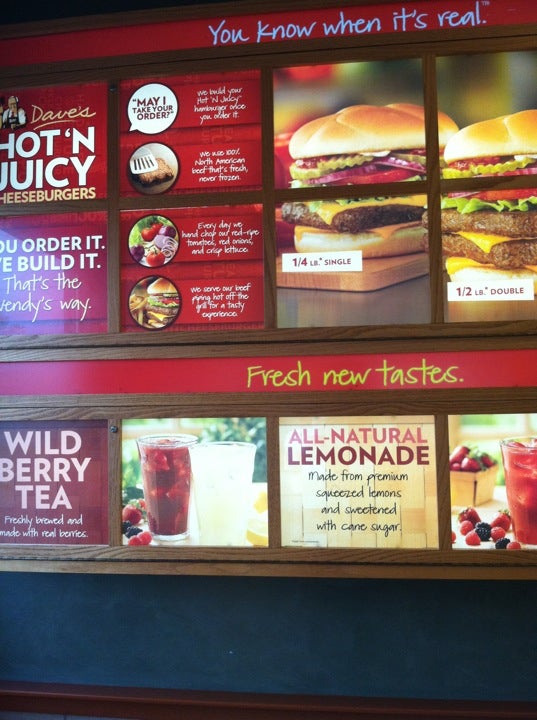 You know when it's real.™
Dave's
HOT 'N
JUICY
CHEESEBURGERS
"MAY I
TAKE YOUR
ORDER?"
We build your
Hot 'N Juicy
hamburger once
you order it.
We use 100%
North American
beef that's fresh,
never frozen.
YOU ORDER IT.
WE BUILD IT.
That's the
Wendy's way.
Every day we
hand chop our red-ripe
tomatoes, red onions,
and crisp lettuce.
We serve our beef
piping hot off the
grill for a tasty
experience.
1/4 LB.* SINGLE
1/2 LB.* DOUBLE
Fresh new tastes.
WILD
BERRY
TEA
Freshly brewed and
made with real berries.
ALL-NATURAL
LEMONADE
Made from premium
squeezed lemons
and sweetened
with cane sugar.